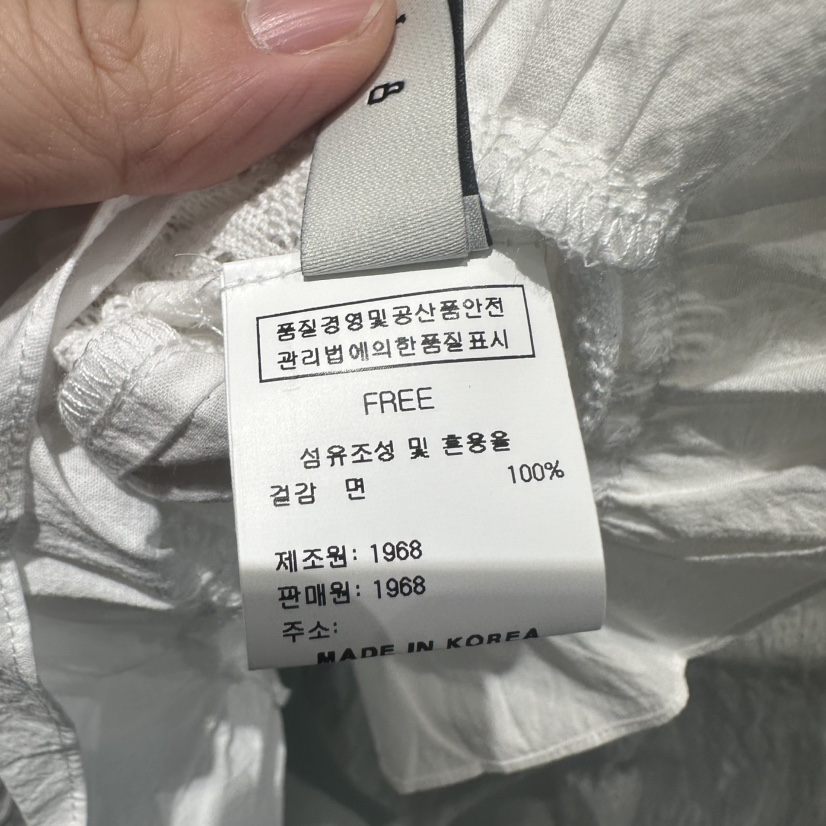 8
품질경영및공산품안전
관리법에의한품질표시
FREE
섬유조성 및 혼용율
겉감 면 100%
제조원: 1968
판매원: 1968
주소:
MADE IN KOREA